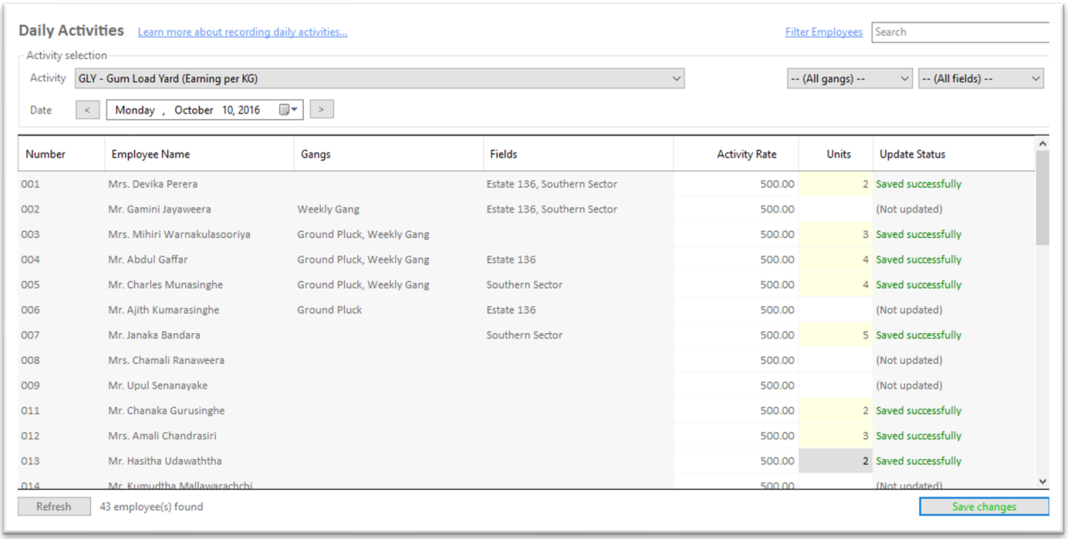 Daily Activities Learn more about recording daily activities... Filter Employees Search
Activity selection
Activity GLY - Gum Load Yard (Earning per KG) -- (All gangs) -- -- (All fields) --
Date < Monday , October 10, 2016 >
Number Employee Name Gangs Fields Activity Rate Units Update Status
001 Mrs. Devika Perera Estate 136, Southern Sector 500.00 2 Saved successfully
002 Mr. Gamini Jayaweera Weekly Gang Estate 136, Southern Sector 500.00 (Not updated)
003 Mrs. Mihiri Warnakulasooriya Ground Pluck, Weekly Gang 500.00 3 Saved successfully
004 Mr. Abdul Gaffar Ground Pluck, Weekly Gang Estate 136 500.00 4 Saved successfully
005 Mr. Charles Munasinghe Ground Pluck, Weekly Gang Southern Sector 500.00 4 Saved successfully
006 Mr. Ajith Kumarasinghe Ground Pluck Estate 136 500.00 (Not updated)
007 Mr. Janaka Bandara Southern Sector 500.00 5 Saved successfully
008 Mrs. Chamali Ranaweera 500.00 (Not updated)
009 Mr. Upul Senanayake 500.00 (Not updated)
011 Mr. Chanaka Gurusinghe 500.00 2 Saved successfully
012 Mrs. Amali Chandrasiri 500.00 3 Saved successfully
013 Mr. Hasitha Udawaththa 500.00 2 Saved successfully
014 Mr. Kumudtha Mallawarachchi 500.00 (Not updated)
Refresh 43 employee(s) found Save changes